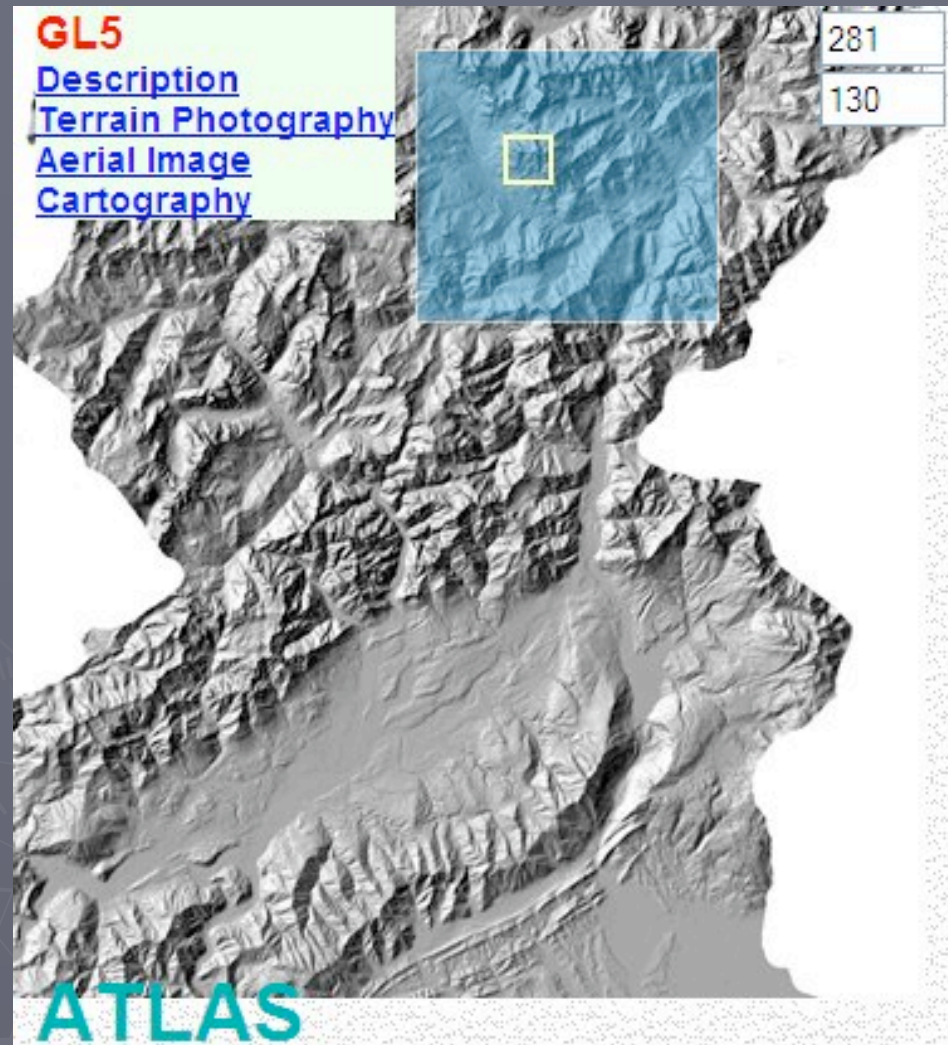 GL5
Description
Terrain Photography
Aerial Image
Cartography
281
130
ATLAS